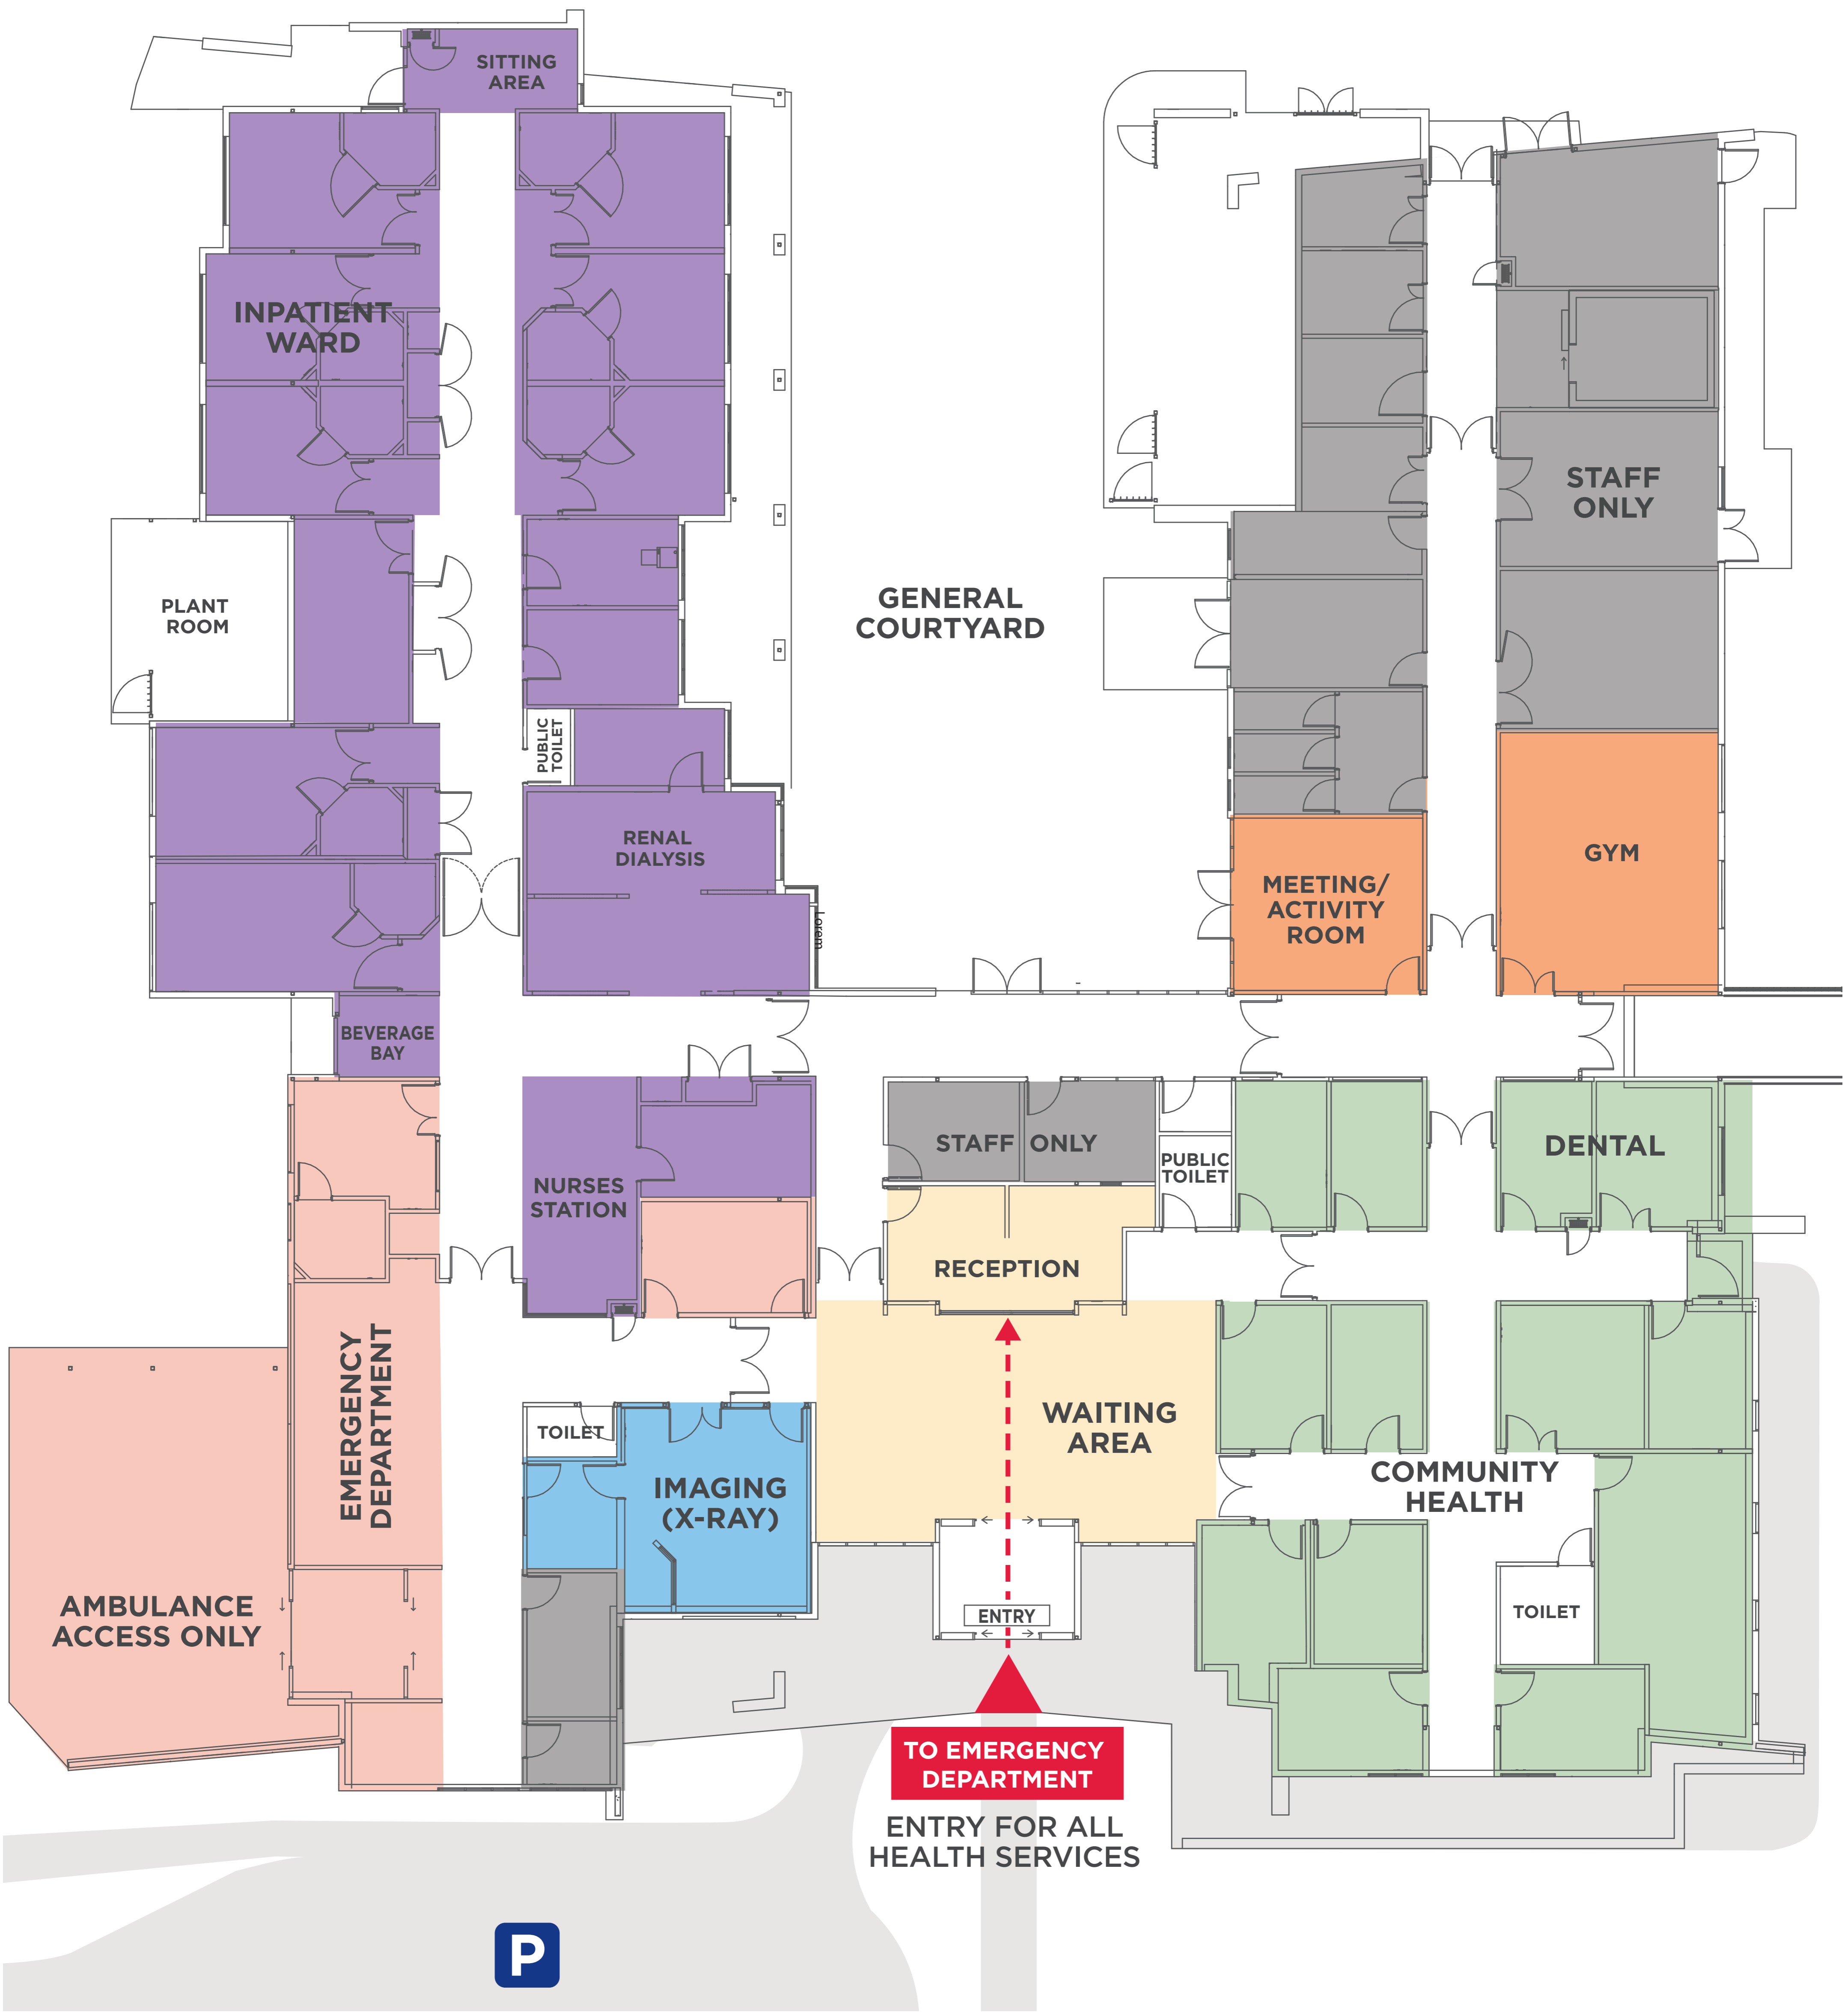 SITTING
AREA
INPATIENT
WARD
STAFF
ONLY
PLANT
ROOM
GENERAL
COURTYARD
PUBLIC
TOILET
RENAL
DIALYSIS
GYM
MEETING/
ACTIVITY
ROOM
Lorem
BEVERAGE
BAY
STAFF ONLY
PUBLIC
TOILET
DENTAL
NURSES
STATION
RECEPTION
EMERGENCY
DEPARTMENT
WAITING
AREA
TOILET
IMAGING
(X-RAY)
COMMUNITY
HEALTH
AMBULANCE
ACCESS ONLY
ENTRY
TOILET
TO EMERGENCY
DEPARTMENT
ENTRY FOR ALL
HEALTH SERVICES
P